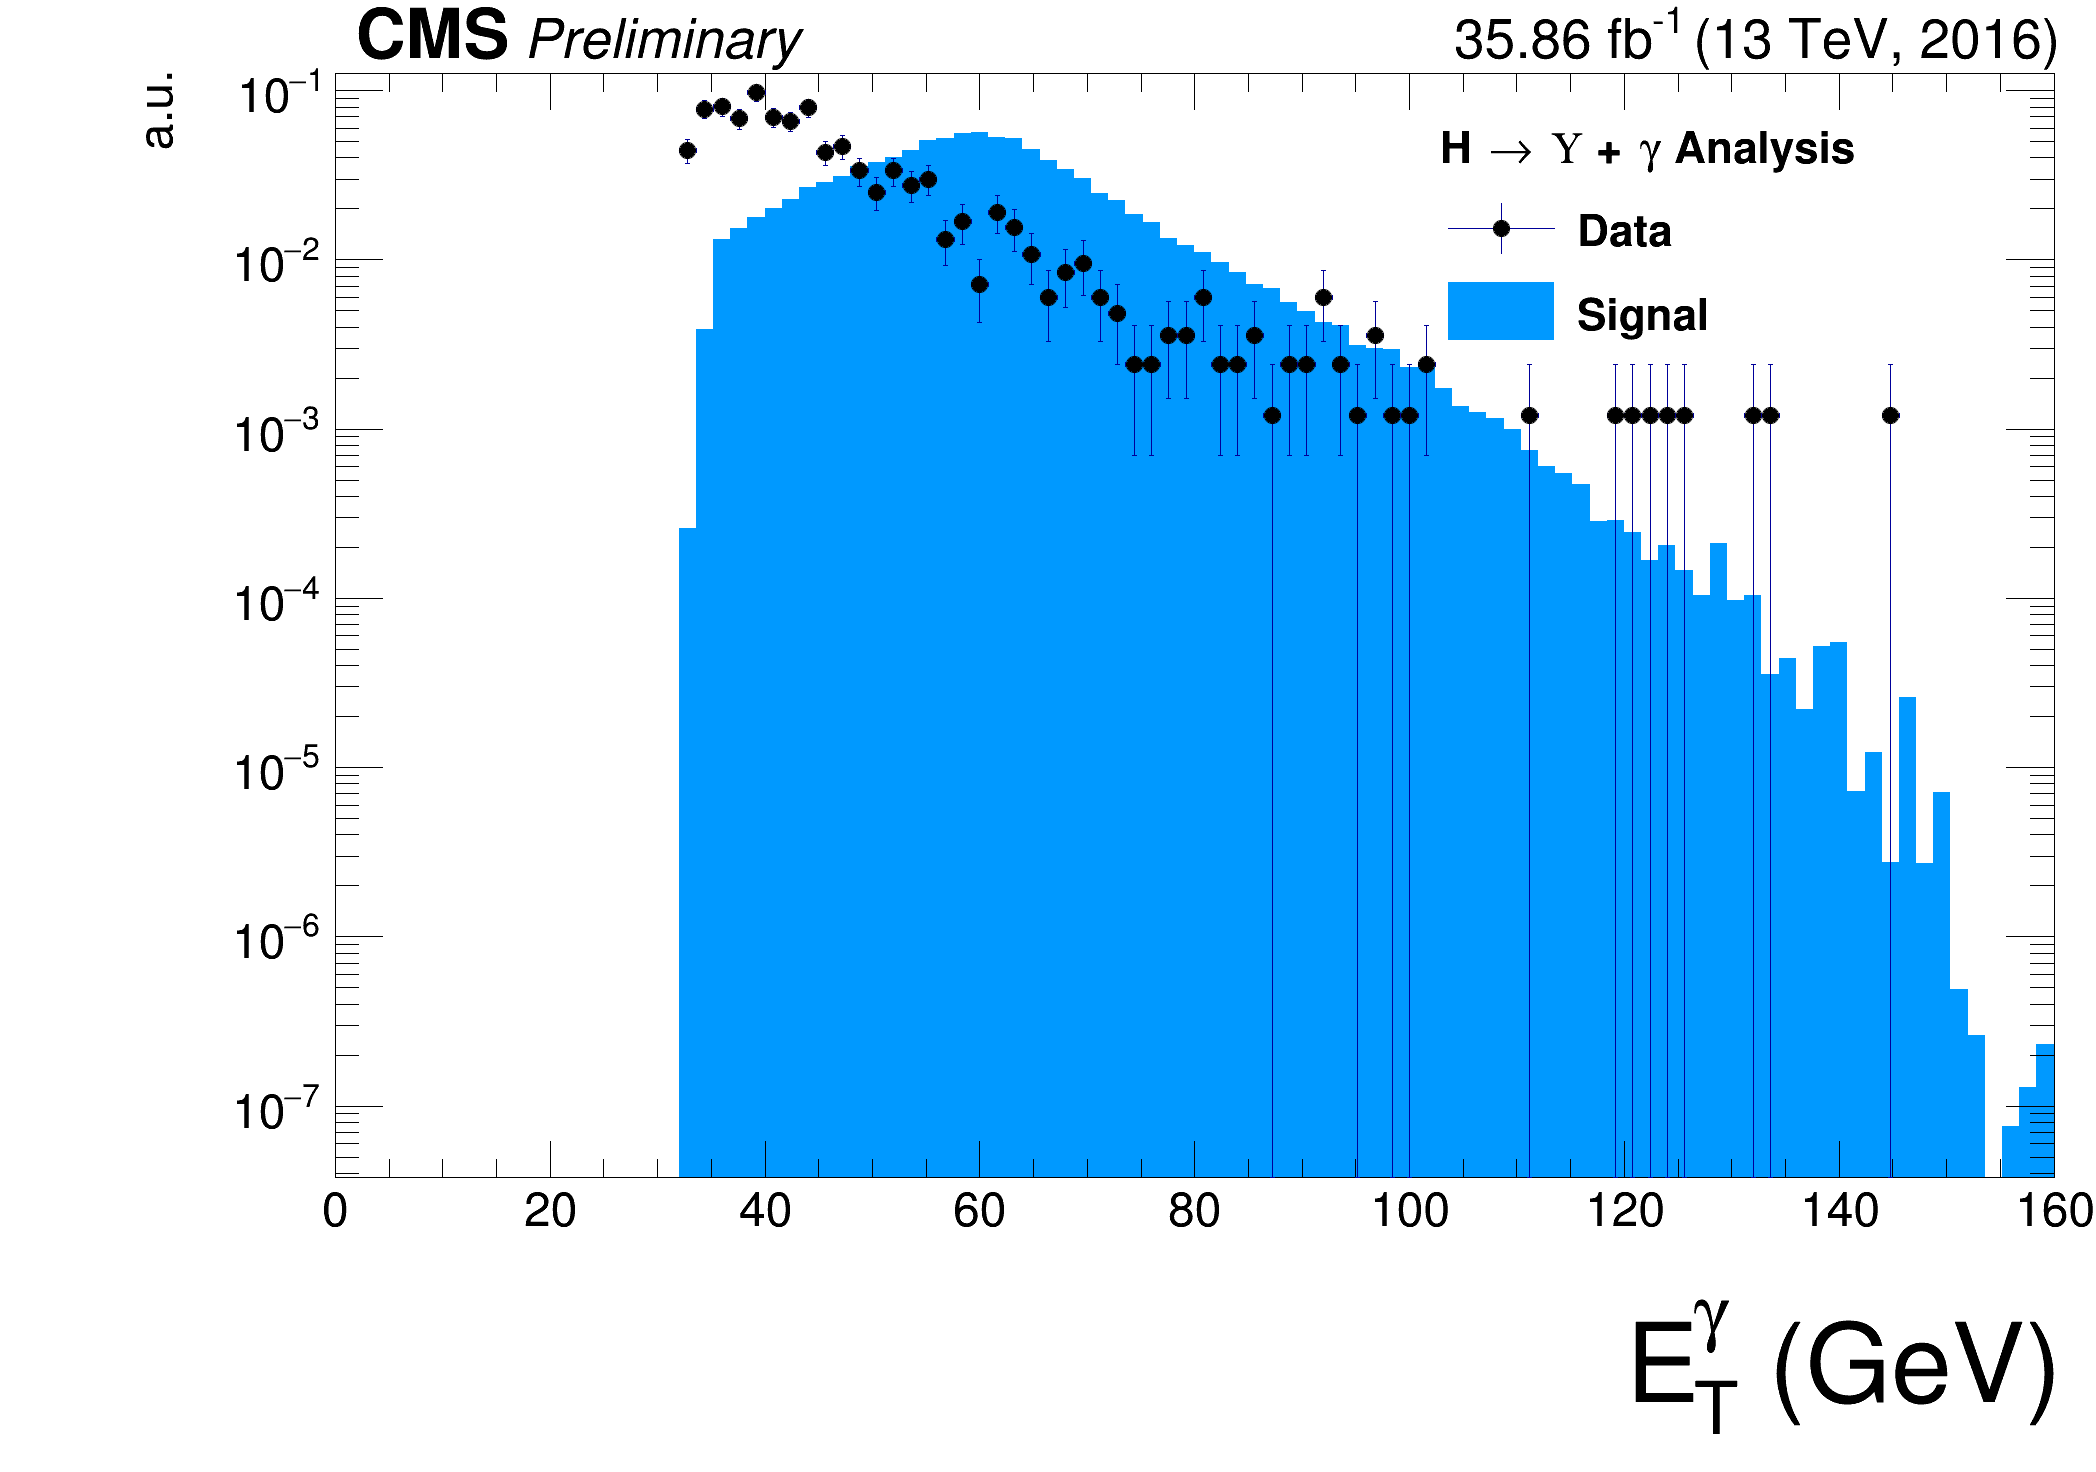 CMS Preliminary 35.86 fb⁻¹ (13 TeV, 2016)
a.u.
10⁻¹
10⁻²
10⁻³
10⁻⁴
10⁻⁵
10⁻⁶
10⁻⁷
H → Υ + γ Analysis
Data
Signal
0 20 40 60 80 100 120 140 160
E_T^γ (GeV)